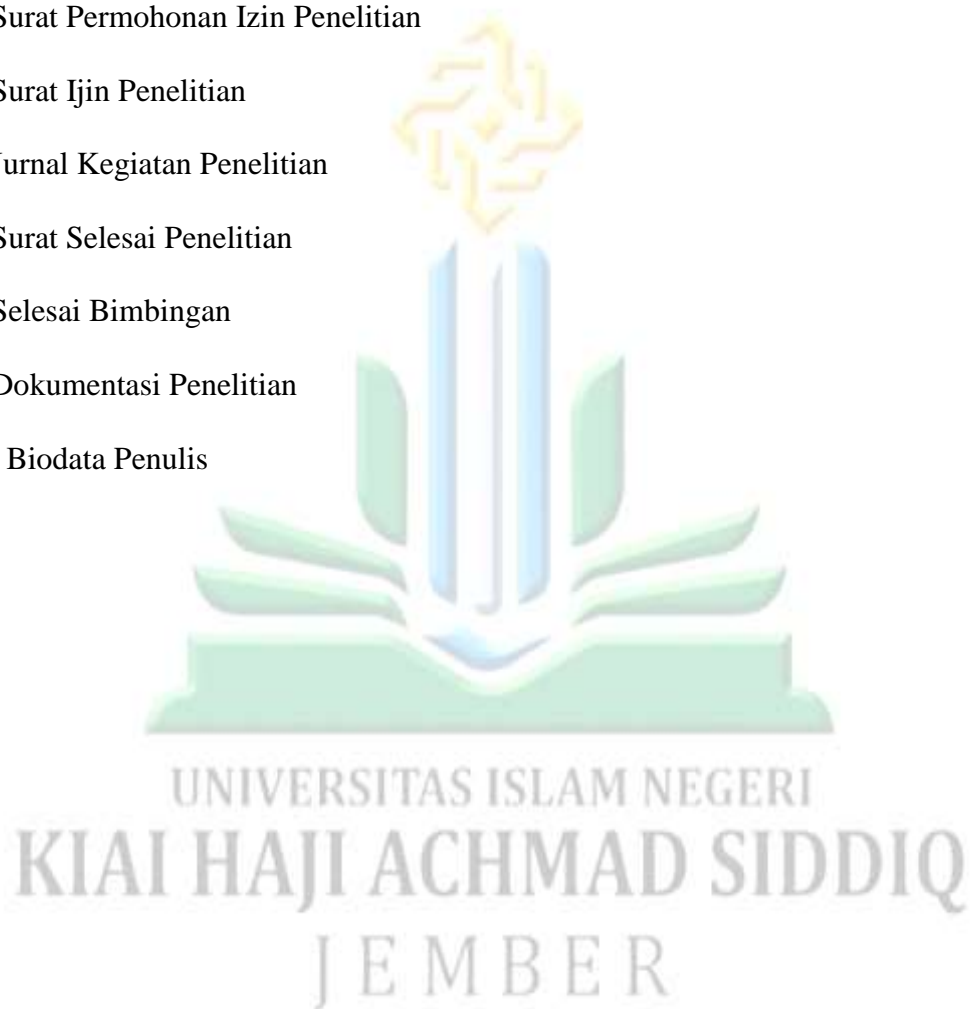 Surat Permohonan Izin Penelitian
Surat Ijin Penelitian
Jurnal Kegiatan Penelitian
Surat Selesai Penelitian
Selesai Bimbingan
Dokumentasi Penelitian
Biodata Penulis
UNIVERSITAS ISLAM NEGERI
KIAI HAJI ACHMAD SIDDIQ
JEMBER